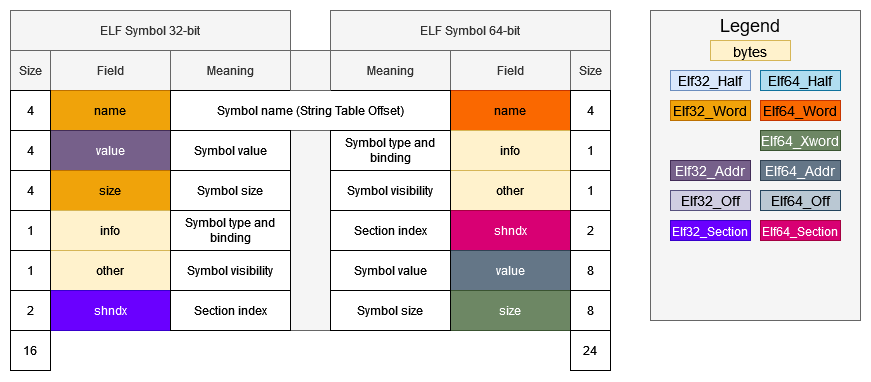 ELF Symbol 32-bit ELF Symbol 64-bit
Size Field Meaning Meaning Field Size
4 name Symbol name (String Table Offset) name 4
4 value Symbol value Symbol type and
binding info 1
4 size Symbol size Symbol visibility other 1
1 info Symbol type and
binding Section index shndx 2
1 other Symbol visibility Symbol value value 8
2 shndx Section index Symbol size size 8
16 24
Legend
bytes
Elf32_Half Elf64_Half
Elf32_Word Elf64_Word
Elf64_Xword
Elf32_Addr Elf64_Addr
Elf32_Off Elf64_Off
Elf32_Section Elf64_Section